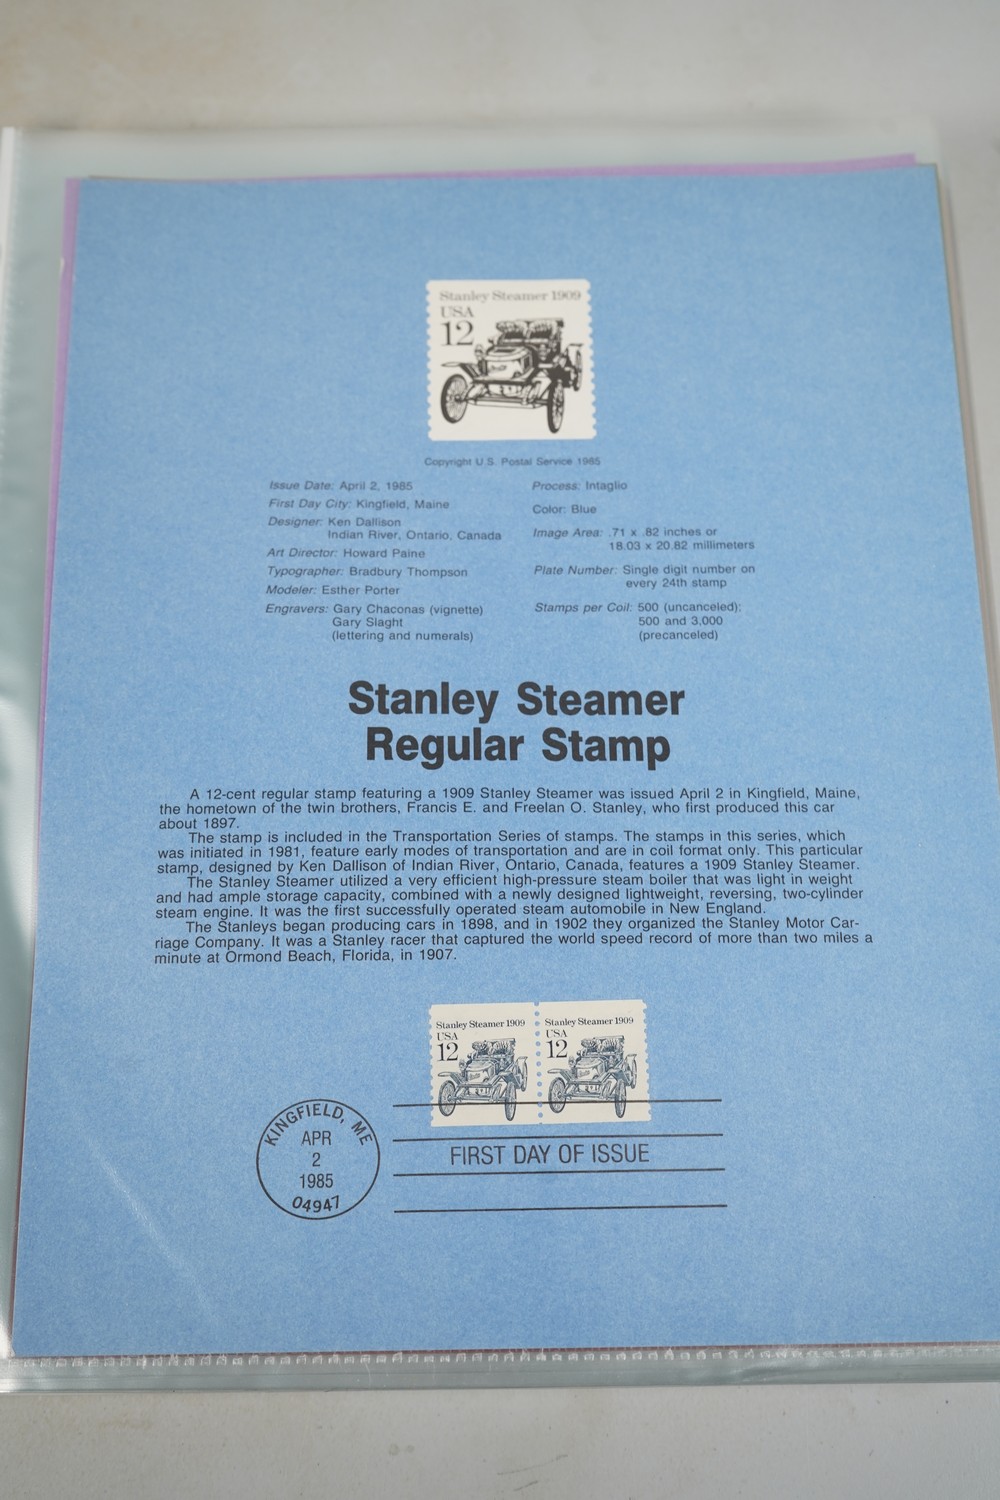 Stanley Steamer 1909
USA
12
Copyright U.S. Postal Service 1985
Issue Date: April 2, 1985
First Day City: Kingfield, Maine
Designer: Ken Dallison
Indian River, Ontario, Canada
Art Director: Howard Paine
Typographer: Bradbury Thompson
Modeler: Esther Porter
Engravers: Gary Chaconas (vignette)
Gary Slaght
(lettering and numerals)
Process: Intaglio
Color: Blue
Image Area: .71 x .82 inches or
18.03 x 20.82 millimeters
Plate Number: Single digit number on
every 24th stamp
Stamps per Coil: 500 (uncanceled);
500 and 3,000
(precanceled)
Stanley Steamer
Regular Stamp
A 12-cent regular stamp featuring a 1909 Stanley Steamer was issued April 2 in Kingfield, Maine,
the hometown of the twin brothers, Francis E. and Freelan O. Stanley, who first produced this car
about 1897.
The stamp is included in the Transportation Series of stamps. The stamps in this series, which
was initiated in 1981, feature early modes of transportation and are in coil format only. This particular
stamp, designed by Ken Dallison of Indian River, Ontario, Canada, features a 1909 Stanley Steamer.
The Stanley Steamer utilized a very efficient high-pressure steam boiler that was light in weight
and had ample storage capacity, combined with a newly designed lightweight, reversing, two-cylinder
steam engine. It was the first successfully operated steam automobile in New England.
The Stanleys began producing cars in 1898, and in 1902 they organized the Stanley Motor Car-
riage Company. It was a Stanley racer that captured the world speed record of more than two miles a
minute at Ormond Beach, Florida, in 1907.
Stanley Steamer 1909
USA
12
Stanley Steamer 1909
USA
12
KINGFIELD, ME
APR
2
1985
04947
FIRST DAY OF ISSUE